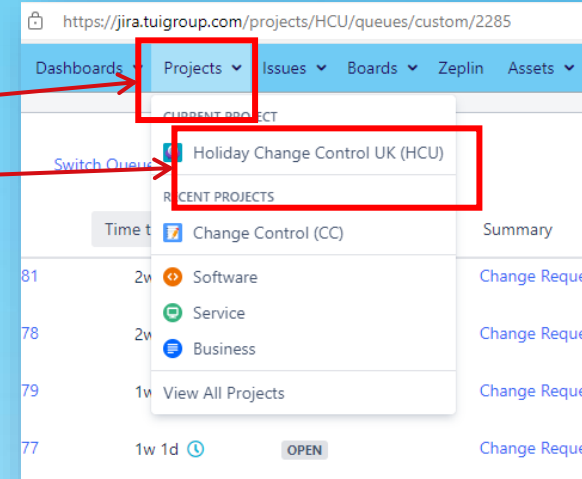 https://jira.tuigroup.com/projects/HCU/queues/custom/2285
Dashboards Projects Issues Boards Zeplin Assets
CURRENT PROJECT
Switch Queue Holiday Change Control UK (HCU)
RECENT PROJECTS
Time t Change Control (CC) Summary
81 2w Software Change Reque
Service
78 2w Business Change Reque
79 1w View All Projects Change Reque
77 1w 1d OPEN Change Reque